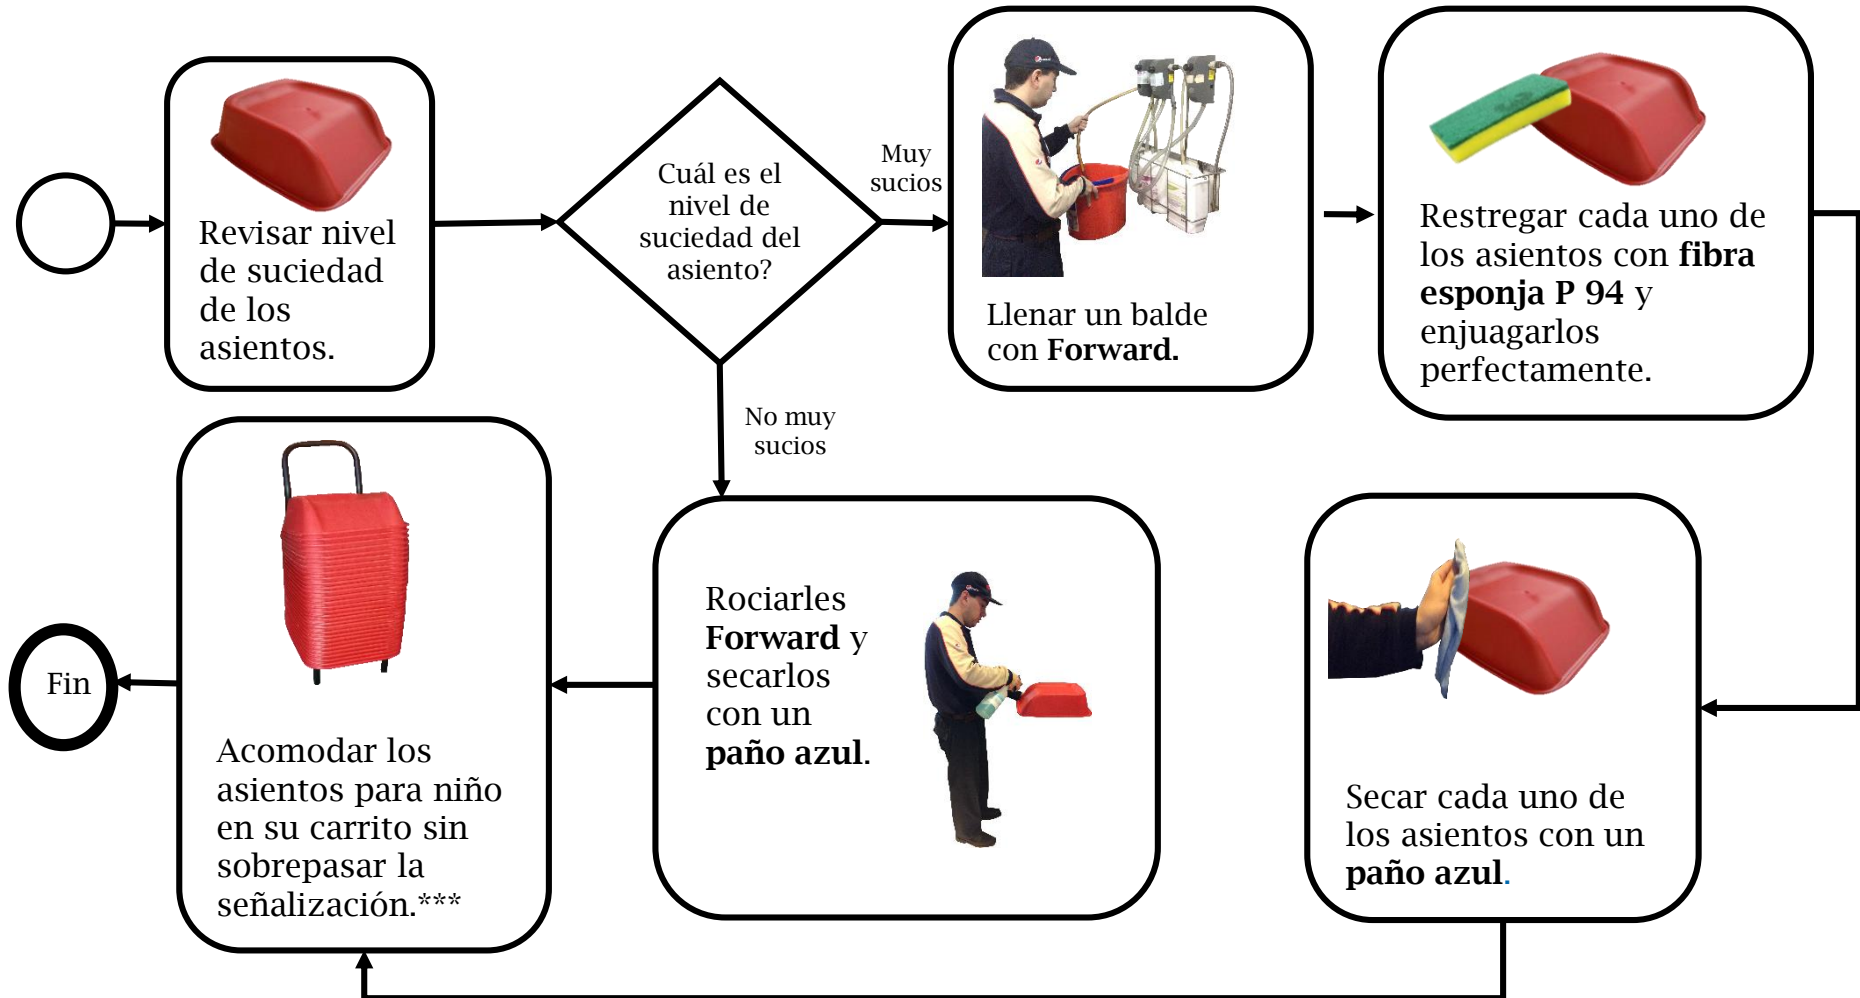 Revisar nivel
de suciedad
de los
asientos.
Cuál es el
nivel de
suciedad del
asiento?
Muy
sucios
Llenar un balde
con Forward.
Restregar cada uno de
los asientos con fibra
esponja P 94 y
enjuagarlos
perfectamente.
No muy
sucios
Rociarles
Forward y
secarlos
con un
paño azul.
Secar cada uno de
los asientos con un
paño azul.
Acomodar los
asientos para niño
en su carrito sin
sobrepasar la
señalización.***
Fin